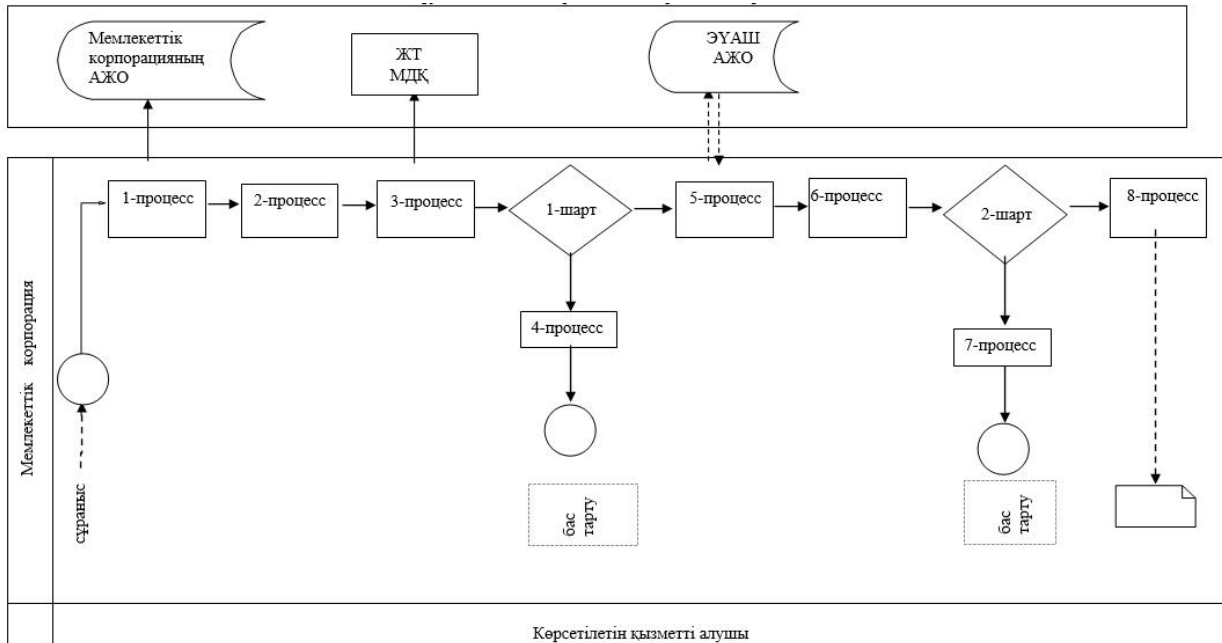 Мемлекеттік
корпорацияның
АЖО
ЖТ
МДҚ
ЭҮАШ
АЖО
1-процесс
2-процесс
3-процесс
1-шарт
5-процесс
6-процесс
2-шарт
8-процесс
4-процесс
7-процесс
Мемлекеттік корпорация
сұраныс
бас
тарту
бас
тарту
Көрсетілетін қызметті алушы